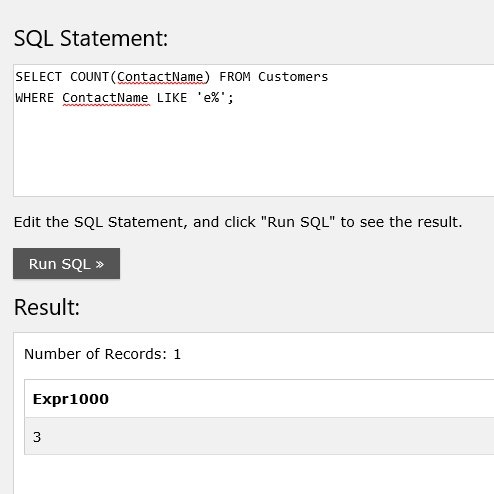 SQL Statement:
SELECT COUNT(ContactName) FROM Customers
WHERE ContactName LIKE 'e%';
Edit the SQL Statement, and click "Run SQL" to see the result.
Run SQL »
Result:
Number of Records: 1
Expr1000
3